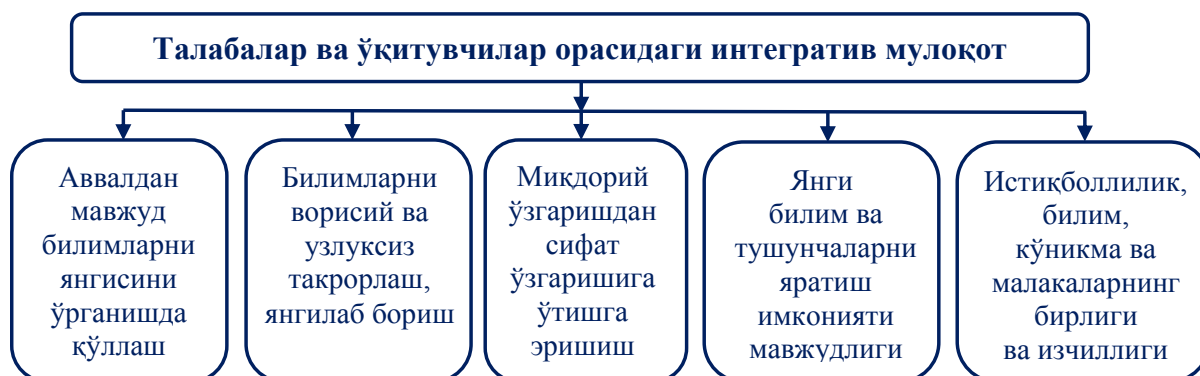 Талабалар ва ўқитувчилар орасидаги интегратив мулоқот
Аввалдан
мавжуд
билимларни
янгисини
ўрганишда
қўллаш
Билимларни
ворисий ва
узлуксиз
такрорлаш,
янгилаб бориш
Миқдорий
ўзгаришдан
сифат
ўзгаришига
ўтишга
эришиш
Янги
билим ва
тушунчаларни
яратиш
имконияти
мавжудлиги
Истиқболлилик,
билим,
кўникма ва
малакаларнинг
бирлиги
ва изчиллиги